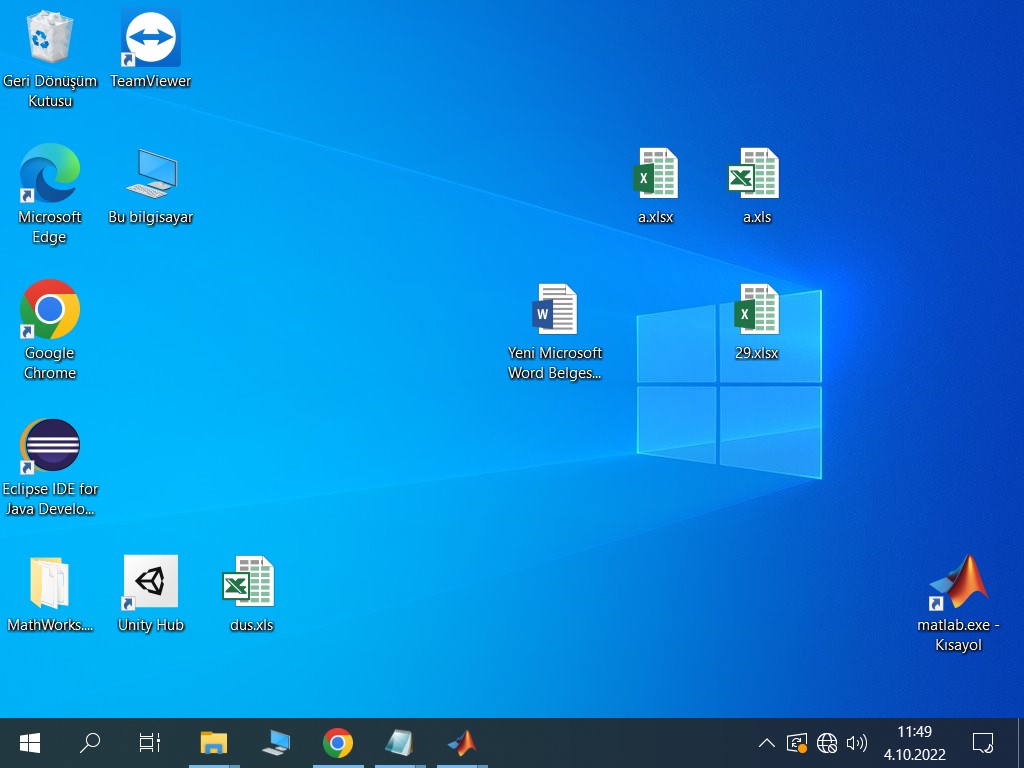 Geri Dönüşüm
Kutusu
TeamViewer
Microsoft
Edge
Bu bilgisayar
a.xlsx
a.xls
Google
Chrome
Yeni Microsoft
Word Belges...
29.xlsx
Eclipse IDE for
Java Develo...
MathWorks....
Unity Hub
dus.xls
matlab.exe -
Kısayol
11:49
4.10.2022